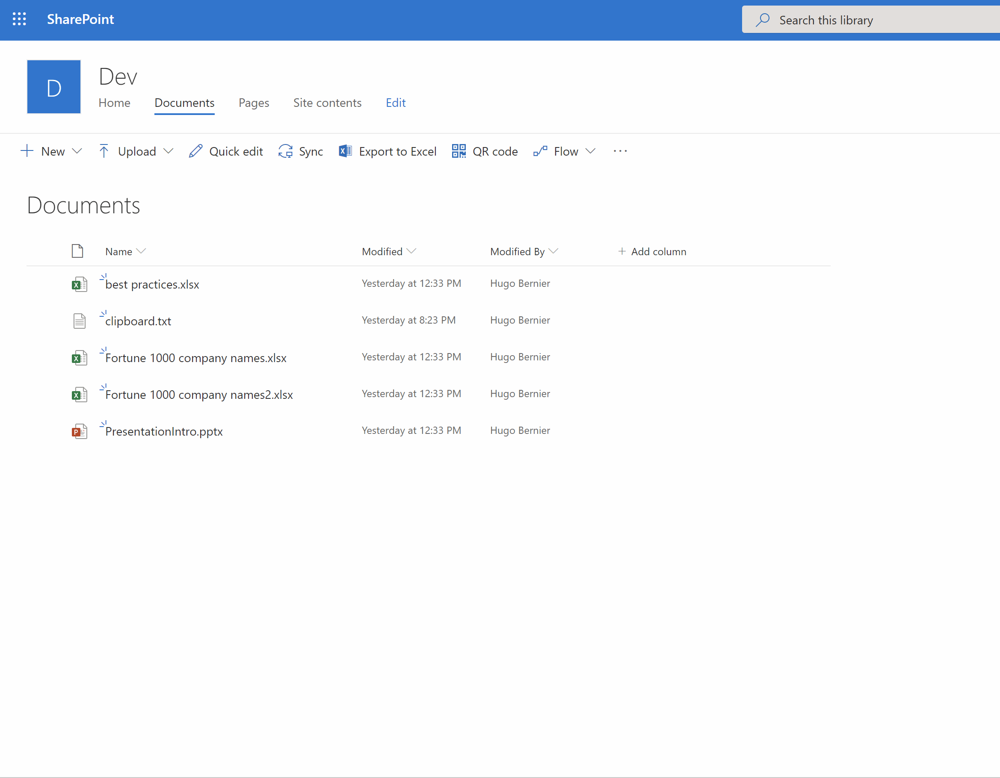 SharePoint Search this library
D
Dev
Home Documents Pages Site contents Edit
New Upload Quick edit Sync Export to Excel QR code Flow ...
Documents
Name Modified Modified By + Add column
best practices.xlsx Yesterday at 12:33 PM Hugo Bernier
clipboard.txt Yesterday at 8:23 PM Hugo Bernier
Fortune 1000 company names.xlsx Yesterday at 12:33 PM Hugo Bernier
Fortune 1000 company names2.xlsx Yesterday at 12:33 PM Hugo Bernier
PresentationIntro.pptx Yesterday at 12:33 PM Hugo Bernier